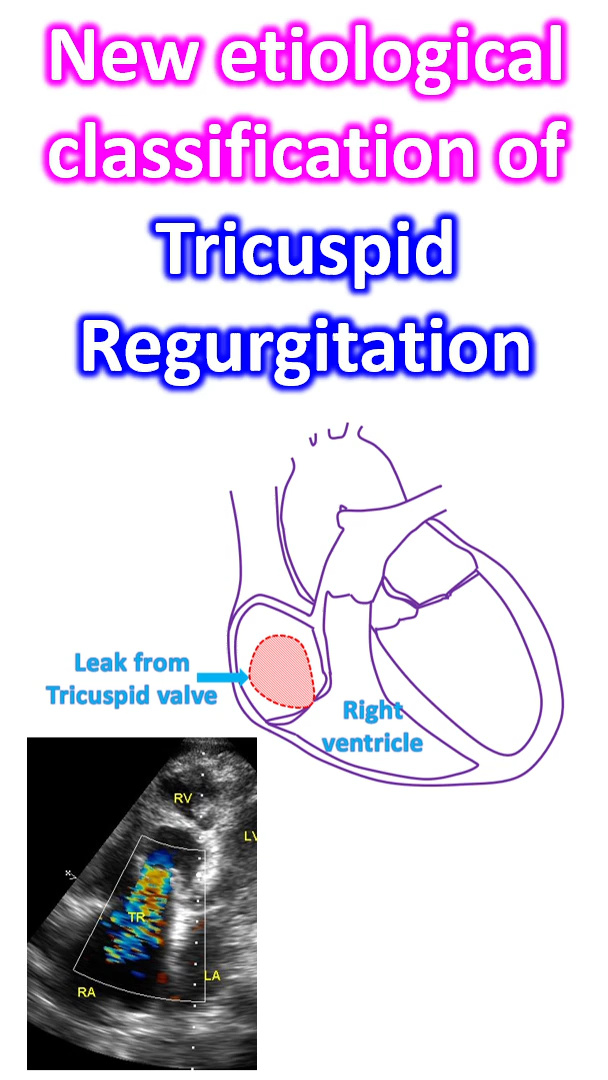 New etiological
classification of
Tricuspid
Regurgitation
Leak from
Tricuspid valve
Right
ventricle
RV
LV
TR
LA
RA